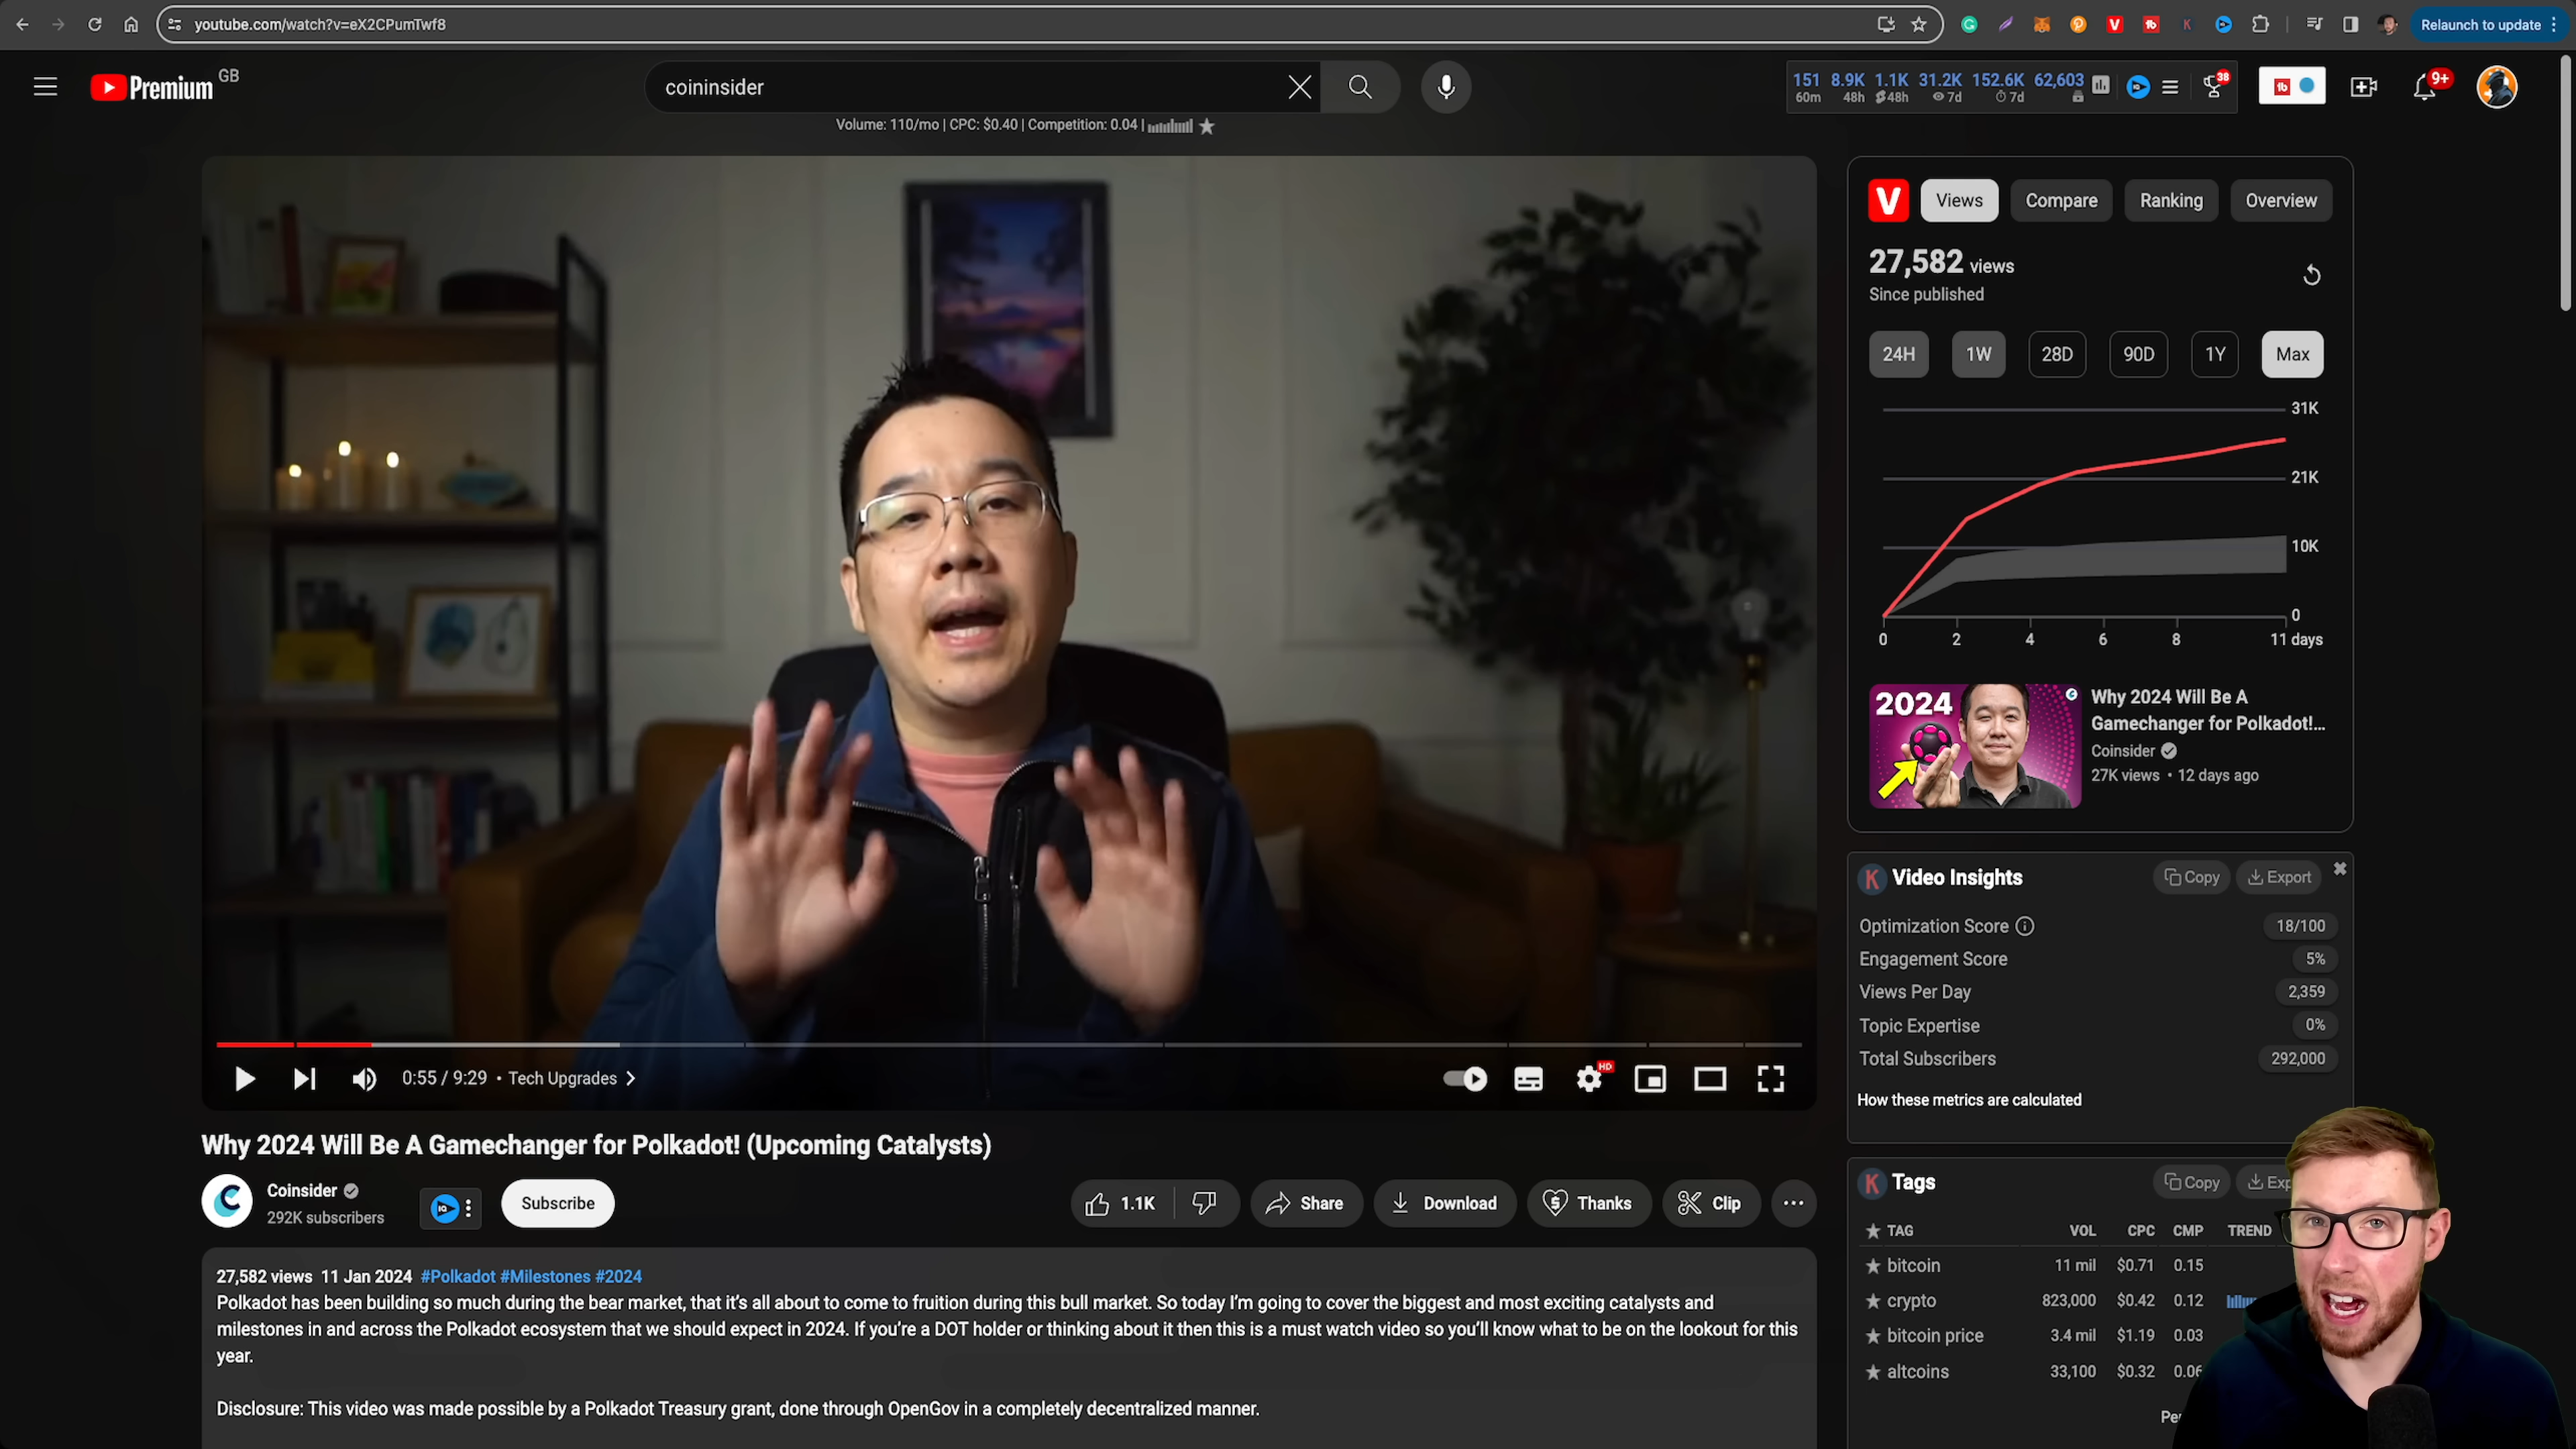 youtube.com/watch?v=eX2CPumTwf8
Relaunch to update
Premium GB
coininsider
151 8.9K 1.1K 31.2K 152.6K 62,603
60m 48h 48h 7d 7d
38
9+
Volume: 110/mo | CPC: $0.40 | Competition: 0.04 |
V Views Compare Ranking Overview
27,582 views
Since published
24H 1W 28D 90D 1Y Max
31K
21K
10K
0
0 2 4 6 8 11 days
2024
Why 2024 Will Be A
Gamechanger for Polkadot!...
Coinsider
27K views • 12 days ago
K Video Insights Copy Export
Optimization Score 18/100
Engagement Score 5%
Views Per Day 2,359
Topic Expertise 0%
Total Subscribers 292,000
How these metrics are calculated
K Tags Copy Exp
TAG VOL CPC CMP TREND
bitcoin 11 mil $0.71 0.15
crypto 823,000 $0.42 0.12
bitcoin price 3.4 mil $1.19 0.03
altcoins 33,100 $0.32
0:55 / 9:29 • Tech Upgrades
HD
Why 2024 Will Be A Gamechanger for Polkadot! (Upcoming Catalysts)
Coinsider
292K subscribers
IQ
Subscribe
1.1K
Share
Download
Thanks
Clip
27,582 views 11 Jan 2024 #Polkadot #Milestones #2024
Polkadot has been building so much during the bear market, that it's all about to come to fruition during this bull market. So today I'm going to cover the biggest and most exciting catalysts and
milestones in and across the Polkadot ecosystem that we should expect in 2024. If you're a DOT holder or thinking about it then this is a must watch video so you'll know what to be on the lookout for this
year.
Disclosure: This video was made possible by a Polkadot Treasury grant, done through OpenGov in a completely decentralized manner.